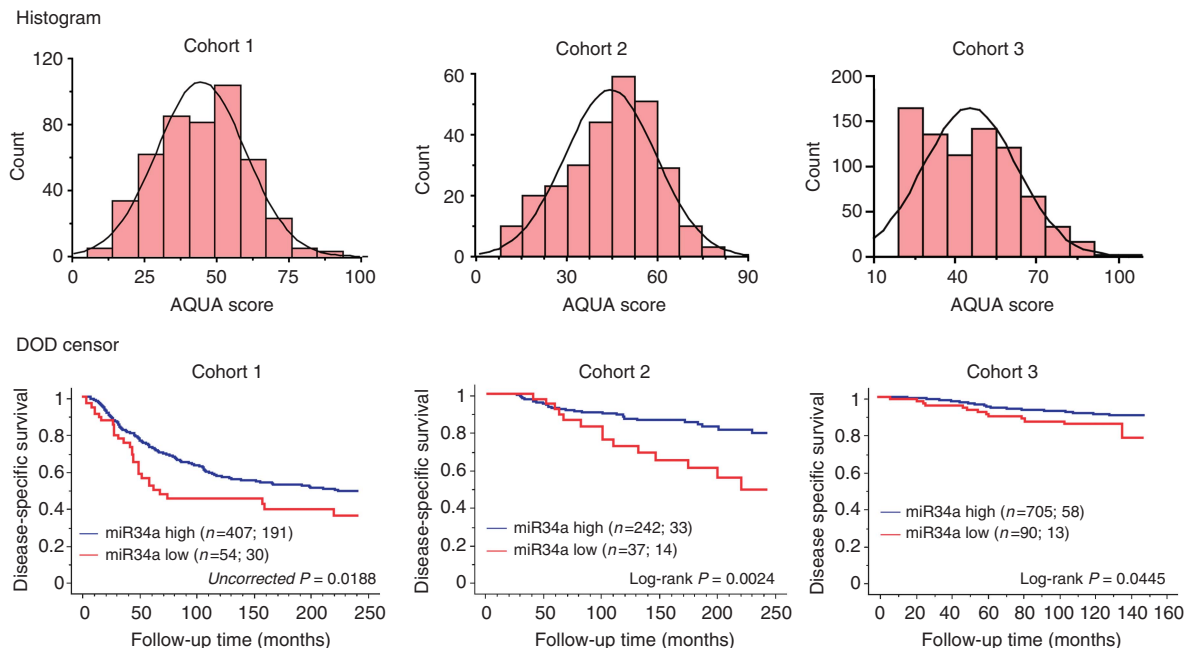 Histogram
Cohort 1
Cohort 2
Cohort 3
120
80
40
0
Count
0 25 50 75 100
AQUA score
60
40
20
0
Count
0 30 60 90
AQUA score
200
150
100
50
0
Count
10 40 70 100
AQUA score
DOD censor
Cohort 1
Cohort 2
Cohort 3
Disease-specific survival
1
0.8
0.6
0.4
0.2
0
miR34a high (n=407; 191)
miR34a low (n=54; 30)
Uncorrected P = 0.0188
0 50 100 150 200 250
Follow-up time (months)
Disease-specific survival
1
0.8
0.6
0.4
0.2
0
miR34a high (n=242; 33)
miR34a low (n=37; 14)
Log-rank P = 0.0024
0 50 100 150 200 250
Follow-up time (months)
Disease specific survival
1
0.8
0.6
0.4
0.2
0
miR34a high (n=705; 58)
miR34a low (n=90; 13)
Log-rank P = 0.0445
0 20 40 60 80 100 120 140 160
Follow-up time (months)